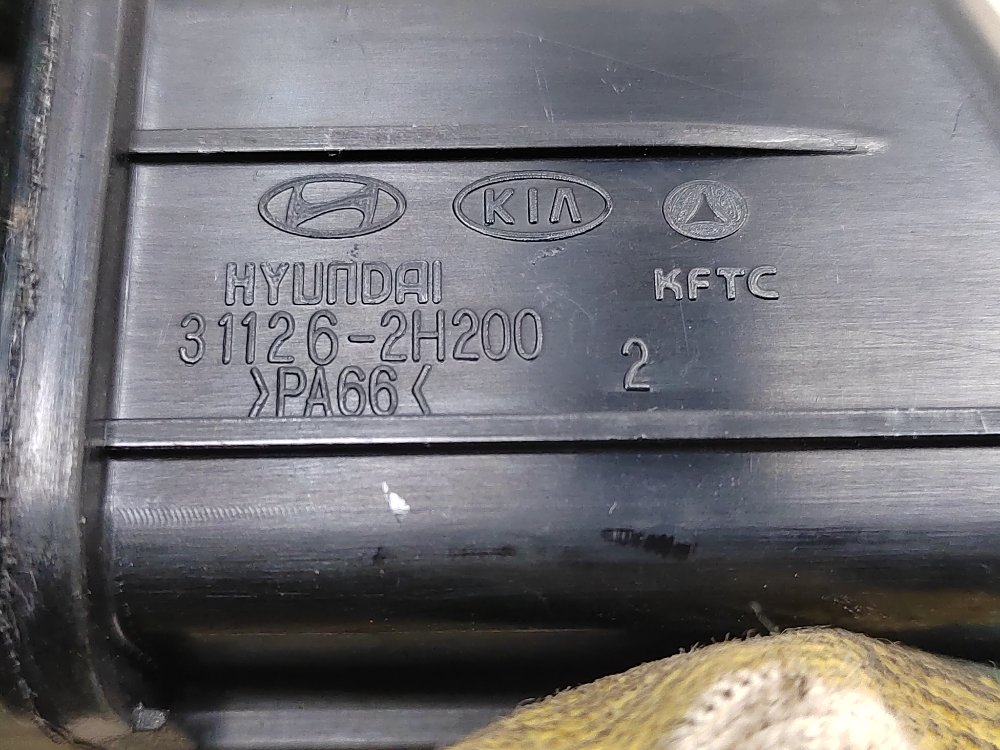 KIA
HYUNDAI
KFTC
31126-2H200
>PA66<
2